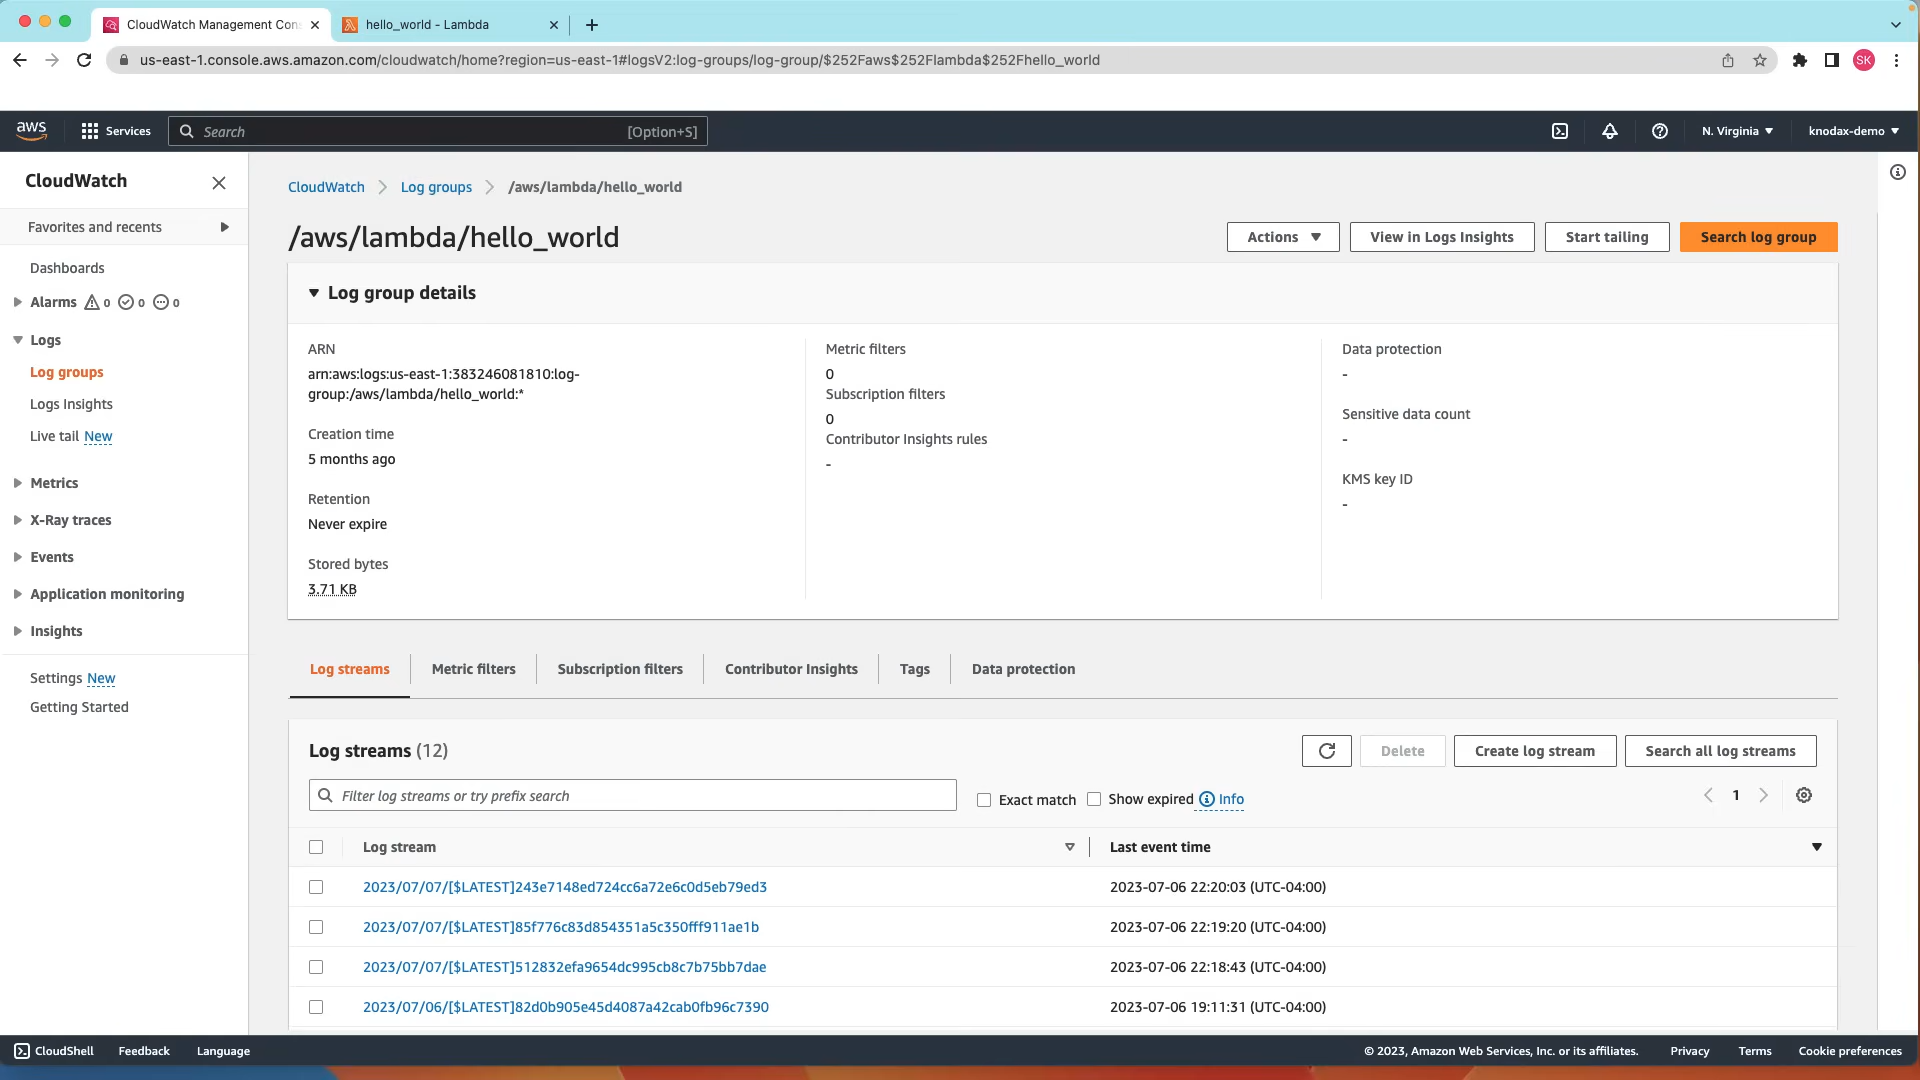 CloudWatch Management Con
hello_world - Lambda
us-east-1.console.aws.amazon.com/cloudwatch/home?region=us-east-1#logsV2:log-groups/log-group/$252Faws$252Flambda$252Fhello_world
SK
aws
Services
Search
[Option+S]
N. Virginia
knodax-demo
CloudWatch
Favorites and recents
Dashboards
Alarms 0 0 0
Logs
Log groups
Logs Insights
Live tail New
Metrics
X-Ray traces
Events
Application monitoring
Insights
Settings New
Getting Started
CloudWatch
Log groups
/aws/lambda/hello_world
/aws/lambda/hello_world
Actions
View in Logs Insights
Start tailing
Search log group
Log group details
ARN
arn:aws:logs:us-east-1:383246081810:log-
group:/aws/lambda/hello_world:*
Creation time
5 months ago
Retention
Never expire
Stored bytes
3.71 KB
Metric filters
0
Subscription filters
0
Contributor Insights rules
-
Data protection
-
Sensitive data count
-
KMS key ID
-
Log streams
Metric filters
Subscription filters
Contributor Insights
Tags
Data protection
Log streams (12)
Delete
Create log stream
Search all log streams
Filter log streams or try prefix search
Exact match
Show expired
Info
1
Log stream
Last event time
2023/07/07/[$LATEST]243e7148ed724cc6a72e6c0d5eb79ed3
2023-07-06 22:20:03 (UTC-04:00)
2023/07/07/[$LATEST]85f776c83d854351a5c350fff911ae1b
2023-07-06 22:19:20 (UTC-04:00)
2023/07/07/[$LATEST]512832efa9654dc995cb8c7b75bb7dae
2023-07-06 22:18:43 (UTC-04:00)
2023/07/06/[$LATEST]82d0b905e45d4087a42cab0fb96c7390
2023-07-06 19:11:31 (UTC-04:00)
CloudShell
Feedback
Language
© 2023, Amazon Web Services, Inc. or its affiliates.
Privacy
Terms
Cookie preferences